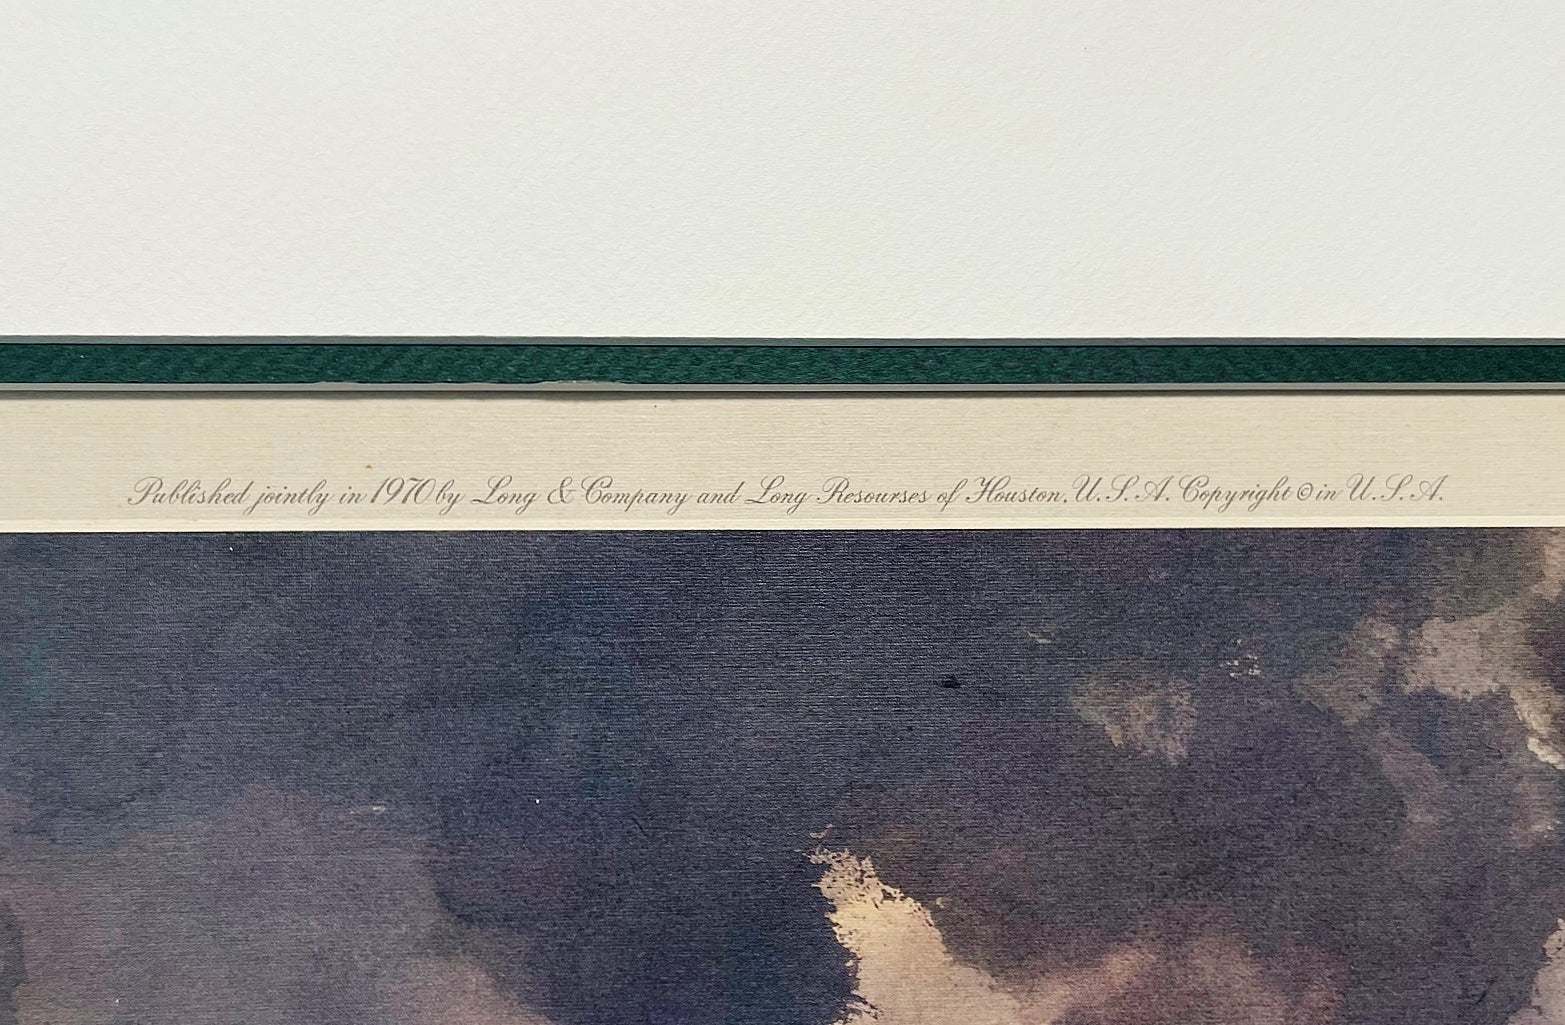 Published jointly in 1970 by Long & Company and Long Resourses of Houston, U.S.A. Copyright © in U.S.A.